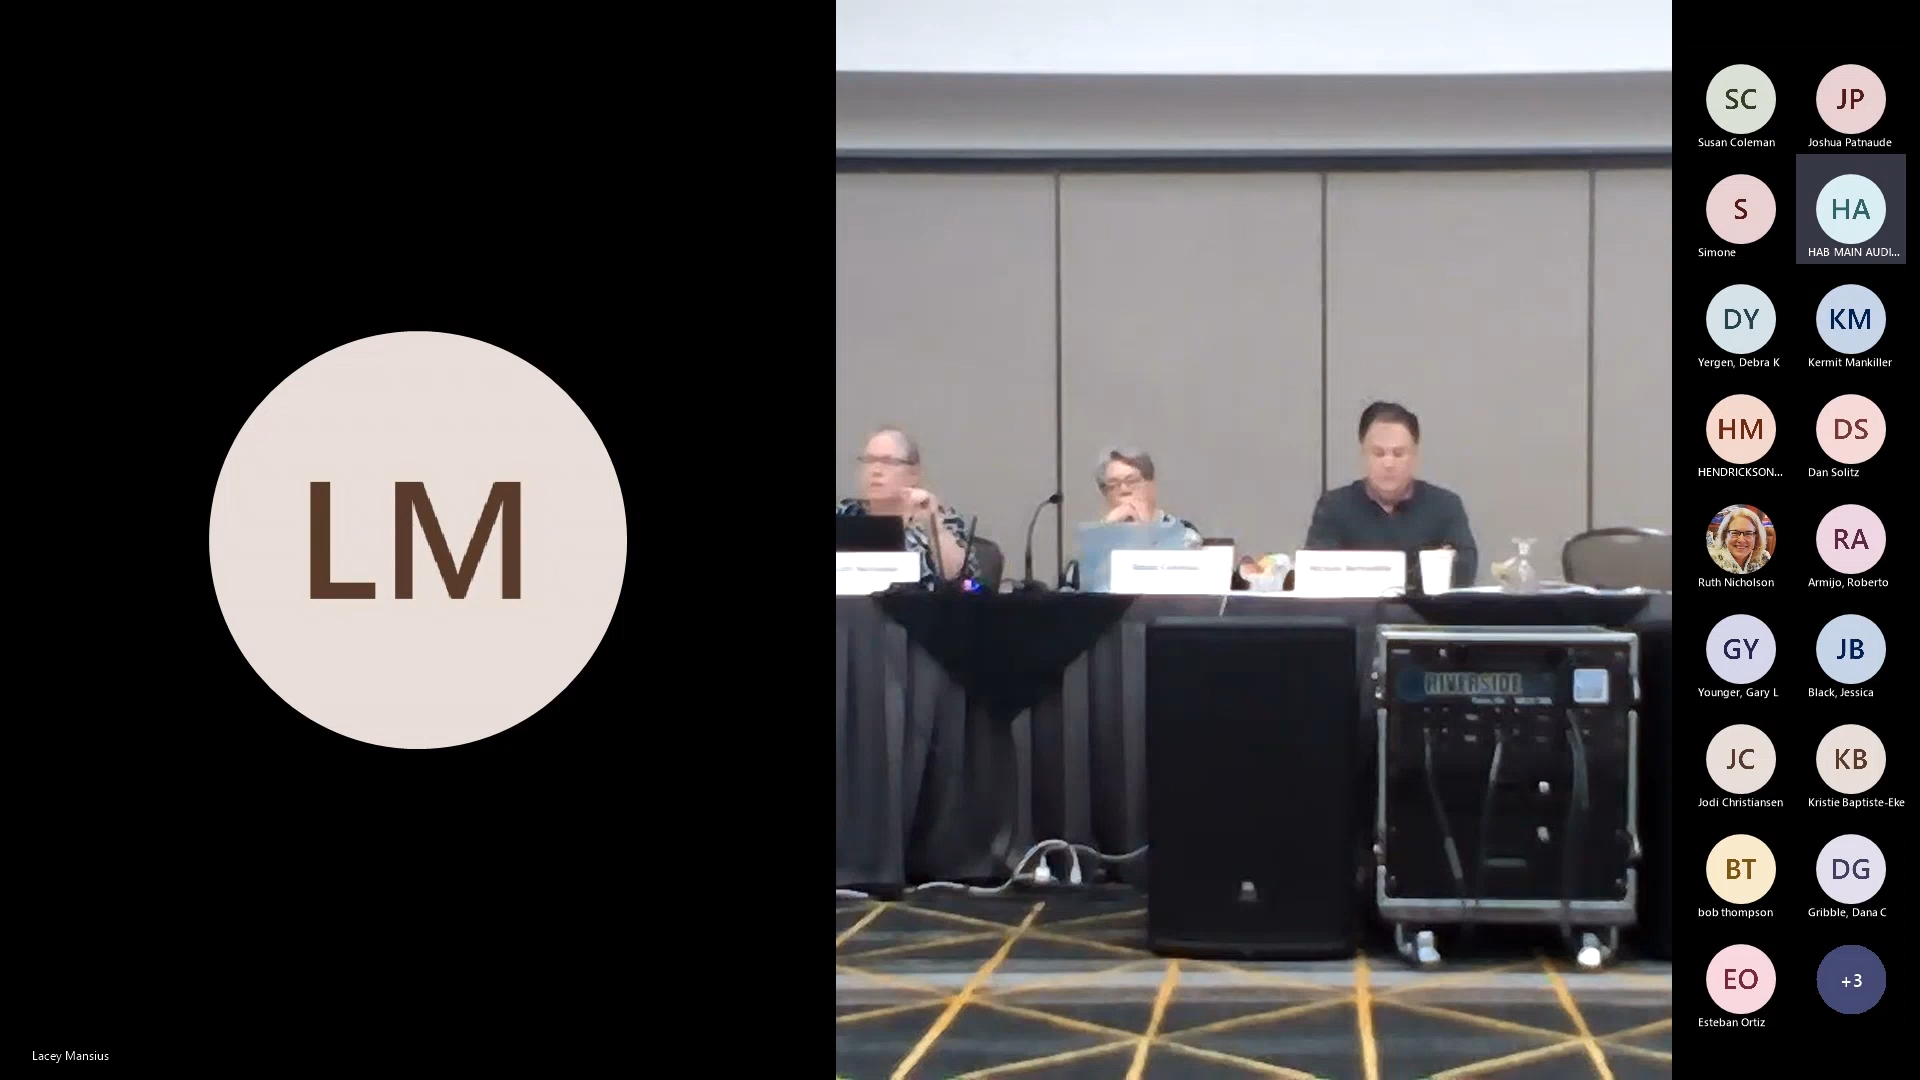 LM
Lacey Mansius
RIVERSIDE
SC
Susan Coleman
JP
Joshua Patnaude
S
Simone
HA
HAB MAIN AUDI...
DY
Yergen, Debra K
KM
Kermit Mankiller
HM
HENDRICKSON...
DS
Dan Solitz
Ruth Nicholson
RA
Armijo, Roberto
GY
Younger, Gary L
JB
Black, Jessica
JC
Jodi Christiansen
KB
Kristie Baptiste-Eke
BT
bob thompson
DG
Gribble, Dana C
EO
Esteban Ortiz
+3